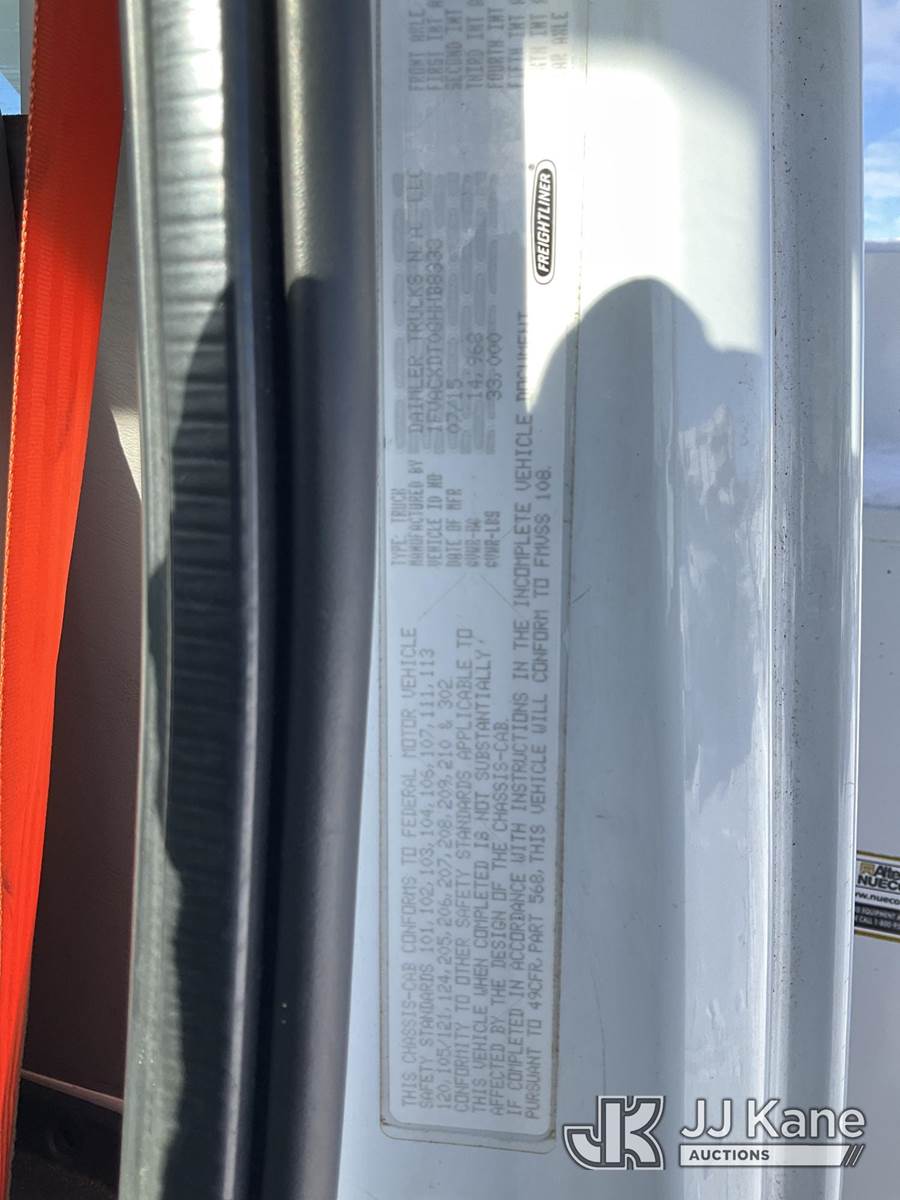 THIS CHASSIS-CAB CONFORMS TO FEDERAL MOTOR VEHICLE
SAFETY STANDARDS 101, 102, 103, 104, 106, 107, 111, 113
120, 105/121, 124, 205, 206, 207, 208, 209, 210 & 302.
CONFORMITY TO OTHER SAFETY STANDARDS APPLICABLE TO
THIS VEHICLE WHEN COMPLETED IS NOT SUBSTANTIALLY
AFFECTED BY THE DESIGN OF THE CHASSIS-CAB.
IF COMPLETED IN ACCORDANCE WITH INSTRUCTIONS IN THE INCOMPLETE VEHICLE DOCUMENT
PURSUANT TO 49CFR, PART 568, THIS VEHICLE WILL CONFORM TO FMVSS 108.
TYPE: TRUCK
MANUFACTURED BY DAIMLER TRUCKS N.A. LLC
VEHICLE ID NO
DATE OF MFR 07/15
GVWR-KG 14,968
GVWR-LBS 33,000
FRONT AXLE
FIRST INT
SECOND INT
THIRD INT
FOURTH INT
FIFTH INT
INT
AXLE
FREIGHTLINER
NUECO
JK JJ Kane
AUCTIONS